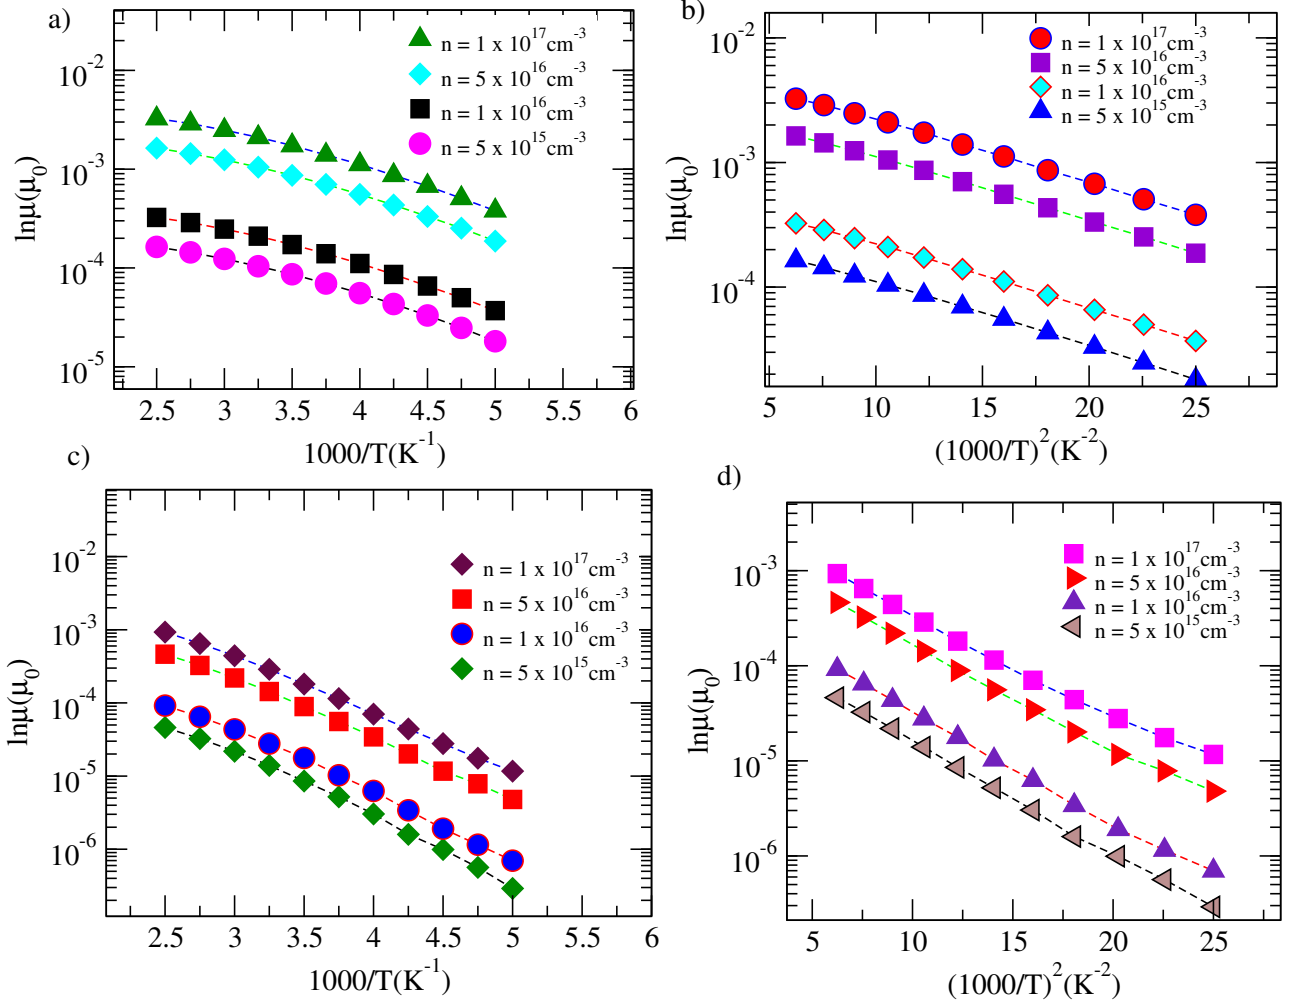 a)
n = 1 x 10^17 cm^-3
n = 5 x 10^16 cm^-3
n = 1 x 10^16 cm^-3
n = 5 x 10^15 cm^-3
10^-2
10^-3
10^-4
10^-5
lnμ(μ_0)
2.5 3 3.5 4 4.5 5 5.5 6
1000/T(K^-1)
b)
n = 1 x 10^17 cm^-3
n = 5 x 10^16 cm^-3
n = 1 x 10^16 cm^-3
n = 5 x 10^15 cm^-3
10^-2
10^-3
10^-4
lnμ(μ_0)
5 10 15 20 25
(1000/T)^2(K^-2)
c)
n = 1 x 10^17 cm^-3
n = 5 x 10^16 cm^-3
n = 1 x 10^16 cm^-3
n = 5 x 10^15 cm^-3
10^-2
10^-3
10^-4
10^-5
10^-6
lnμ(μ_0)
2.5 3 3.5 4 4.5 5 5.5 6
1000/T(K^-1)
d)
n = 1 x 10^17 cm^-3
n = 5 x 10^16 cm^-3
n = 1 x 10^16 cm^-3
n = 5 x 10^15 cm^-3
10^-3
10^-4
10^-5
10^-6
lnμ(μ_0)
5 10 15 20 25
(1000/T)^2(K^-2)